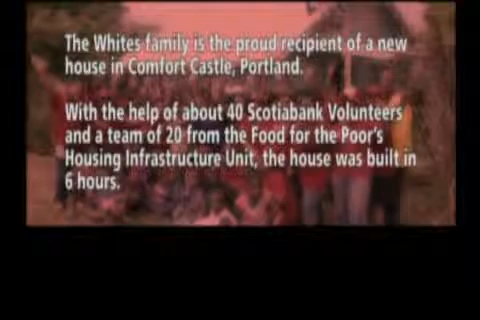 The Whites family is the proud recipient of a new
house in Comfort Castle, Portland.
With the help of about 40 Scotiabank Volunteers
and a team of 20 from the Food for the Poor's
Housing Infrastructure Unit, the house was built in
6 hours.